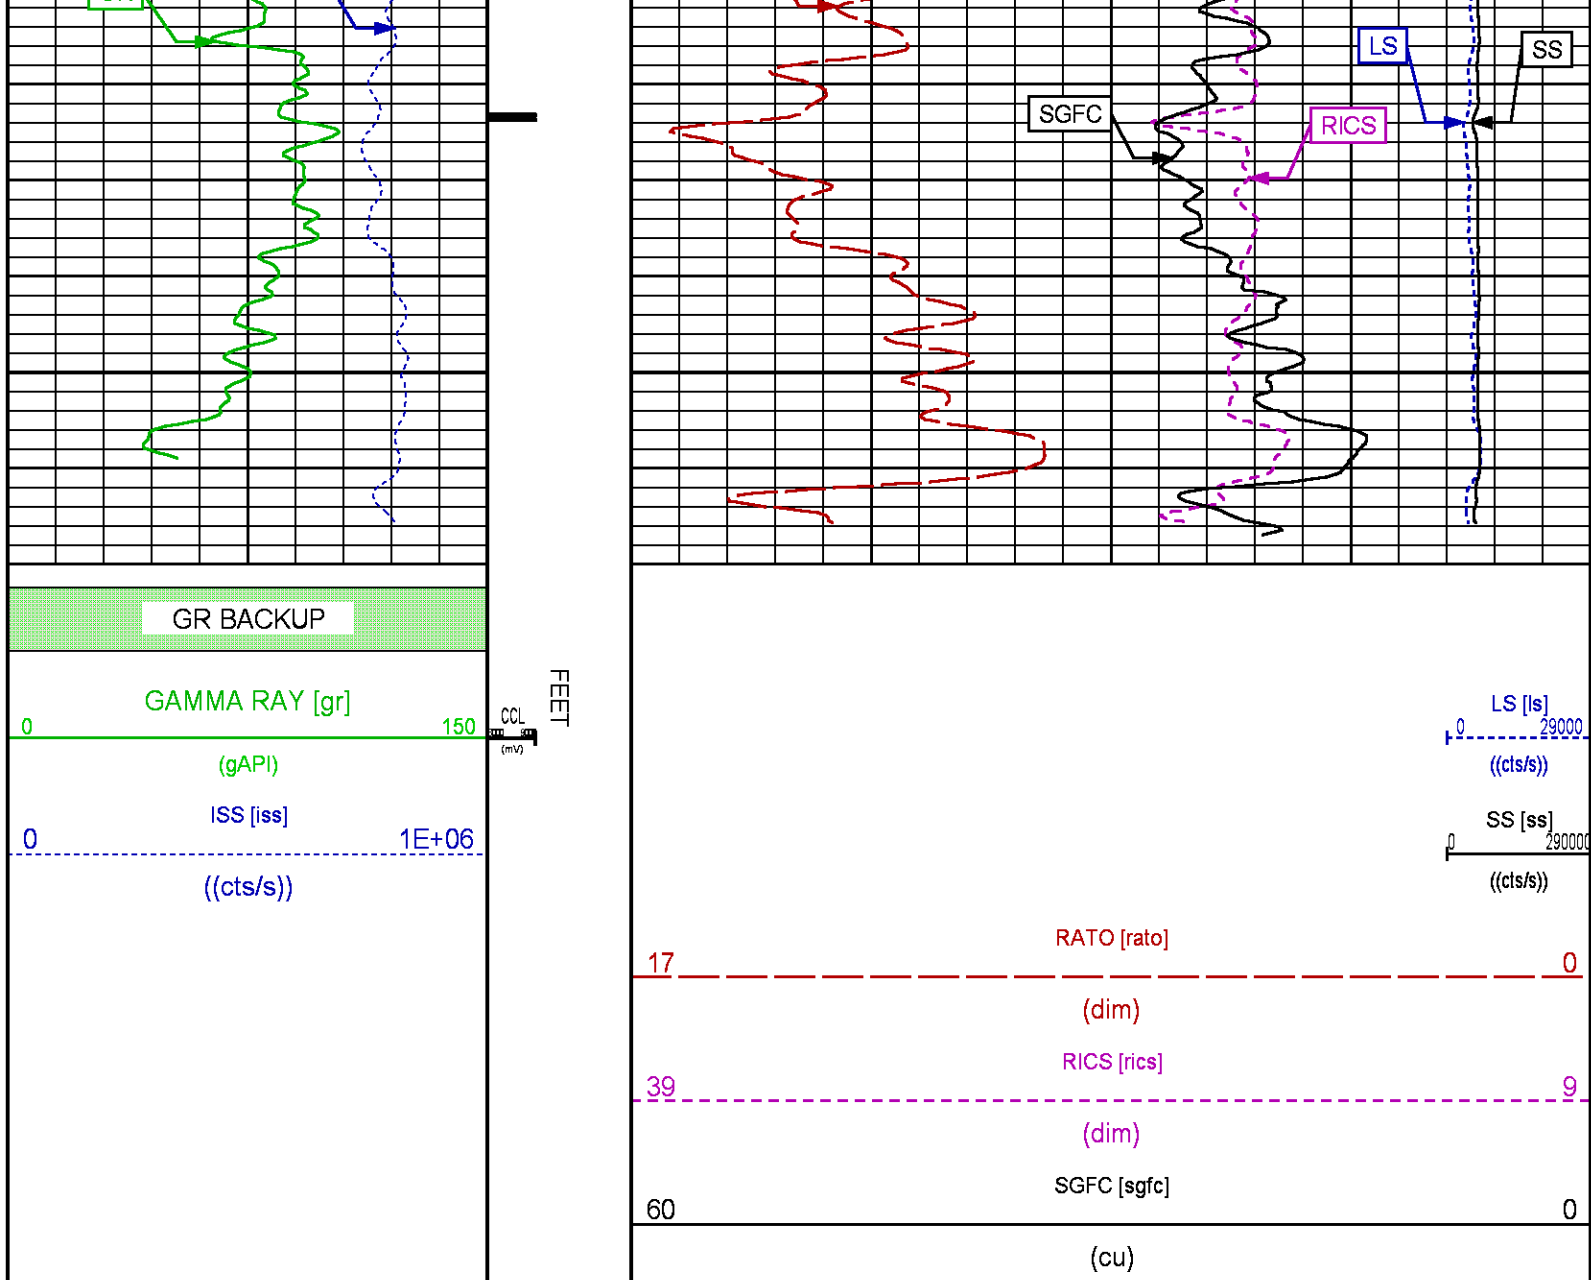 LS
SS
SGFC
RICS
GR BACKUP
FEET
GAMMA RAY [gr]
0 150
(gAPI)
CCL
(mV)
ISS [iss]
0 1E+06
((cts/s))
LS [ls]
0 29000
((cts/s))
SS [ss]
0 290000
((cts/s))
RATO [rato]
17 0
(dim)
RICS [rics]
39 9
(dim)
SGFC [sgfc]
60 0
(cu)